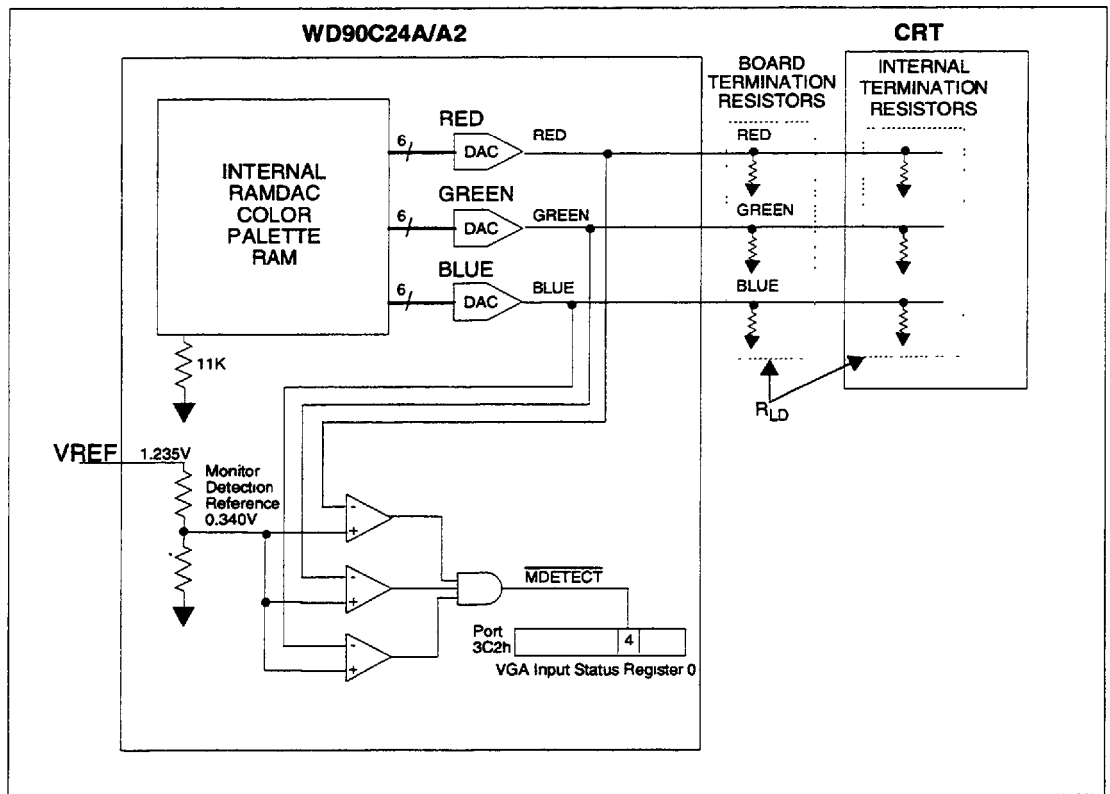 WD90C24A/A2
CRT
BOARD
TERMINATION
RESISTORS
INTERNAL
TERMINATION
RESISTORS
INTERNAL
RAMDAC
COLOR
PALETTE
RAM
RED
6
DAC
RED
RED
GREEN
6
DAC
GREEN
GREEN
BLUE
6
DAC
BLUE
BLUE
11K
RLD
VREF
1.235V
Monitor
Detection
Reference
0.340V
-
+
-
+
-
+
MDETECT
Port
3C2h
4
VGA Input Status Register 0